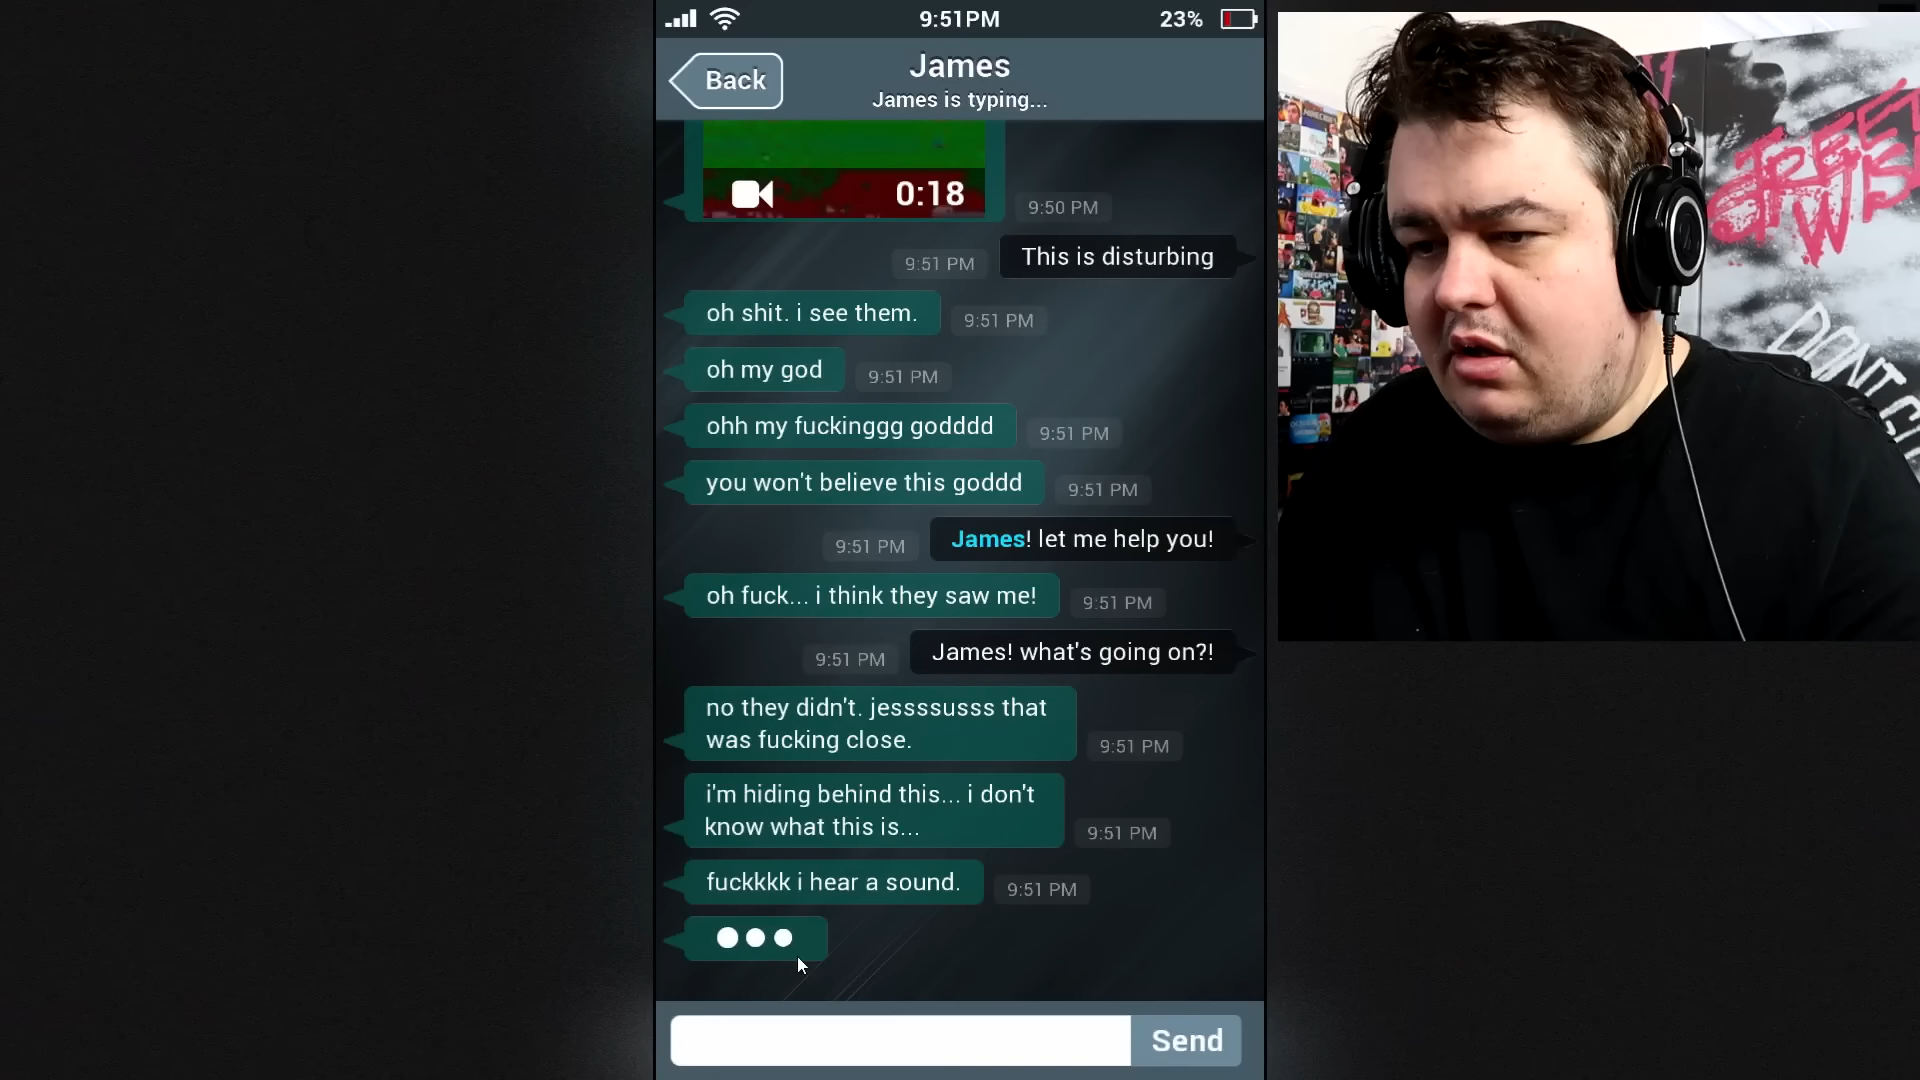 9:51PM
23%
Back
James
James is typing...
0:18
9:50 PM
9:51 PM
This is disturbing
oh shit. i see them.
9:51 PM
oh my god
9:51 PM
ohh my fuckinggg godddd
9:51 PM
you won't believe this goddd
9:51 PM
9:51 PM
James! let me help you!
oh fuck... i think they saw me!
9:51 PM
9:51 PM
James! what's going on?!
no they didn't. jessssusss that
was fucking close.
9:51 PM
i'm hiding behind this... i don't
know what this is...
9:51 PM
fuckkkk i hear a sound.
9:51 PM
Send
DON'T